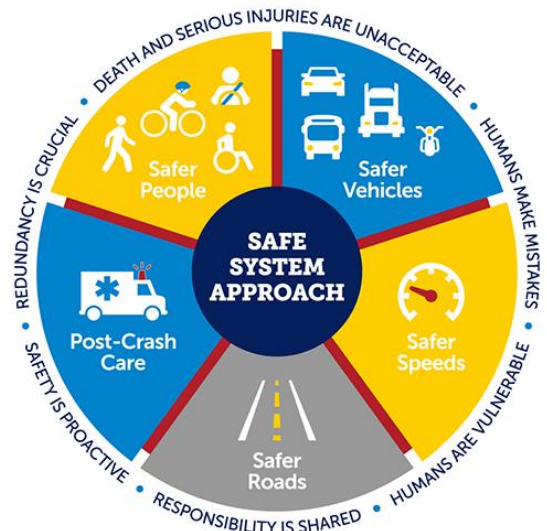 DEATH AND SERIOUS INJURIES ARE UNACCEPTABLE
HUMANS MAKE MISTAKES
HUMANS ARE VULNERABLE
RESPONSIBILITY IS SHARED
SAFETY IS PROACTIVE
REDUNDANCY IS CRUCIAL
Safer
People
Safer
Vehicles
SAFE
SYSTEM
APPROACH
Post-Crash
Care
Safer
Speeds
Safer
Roads